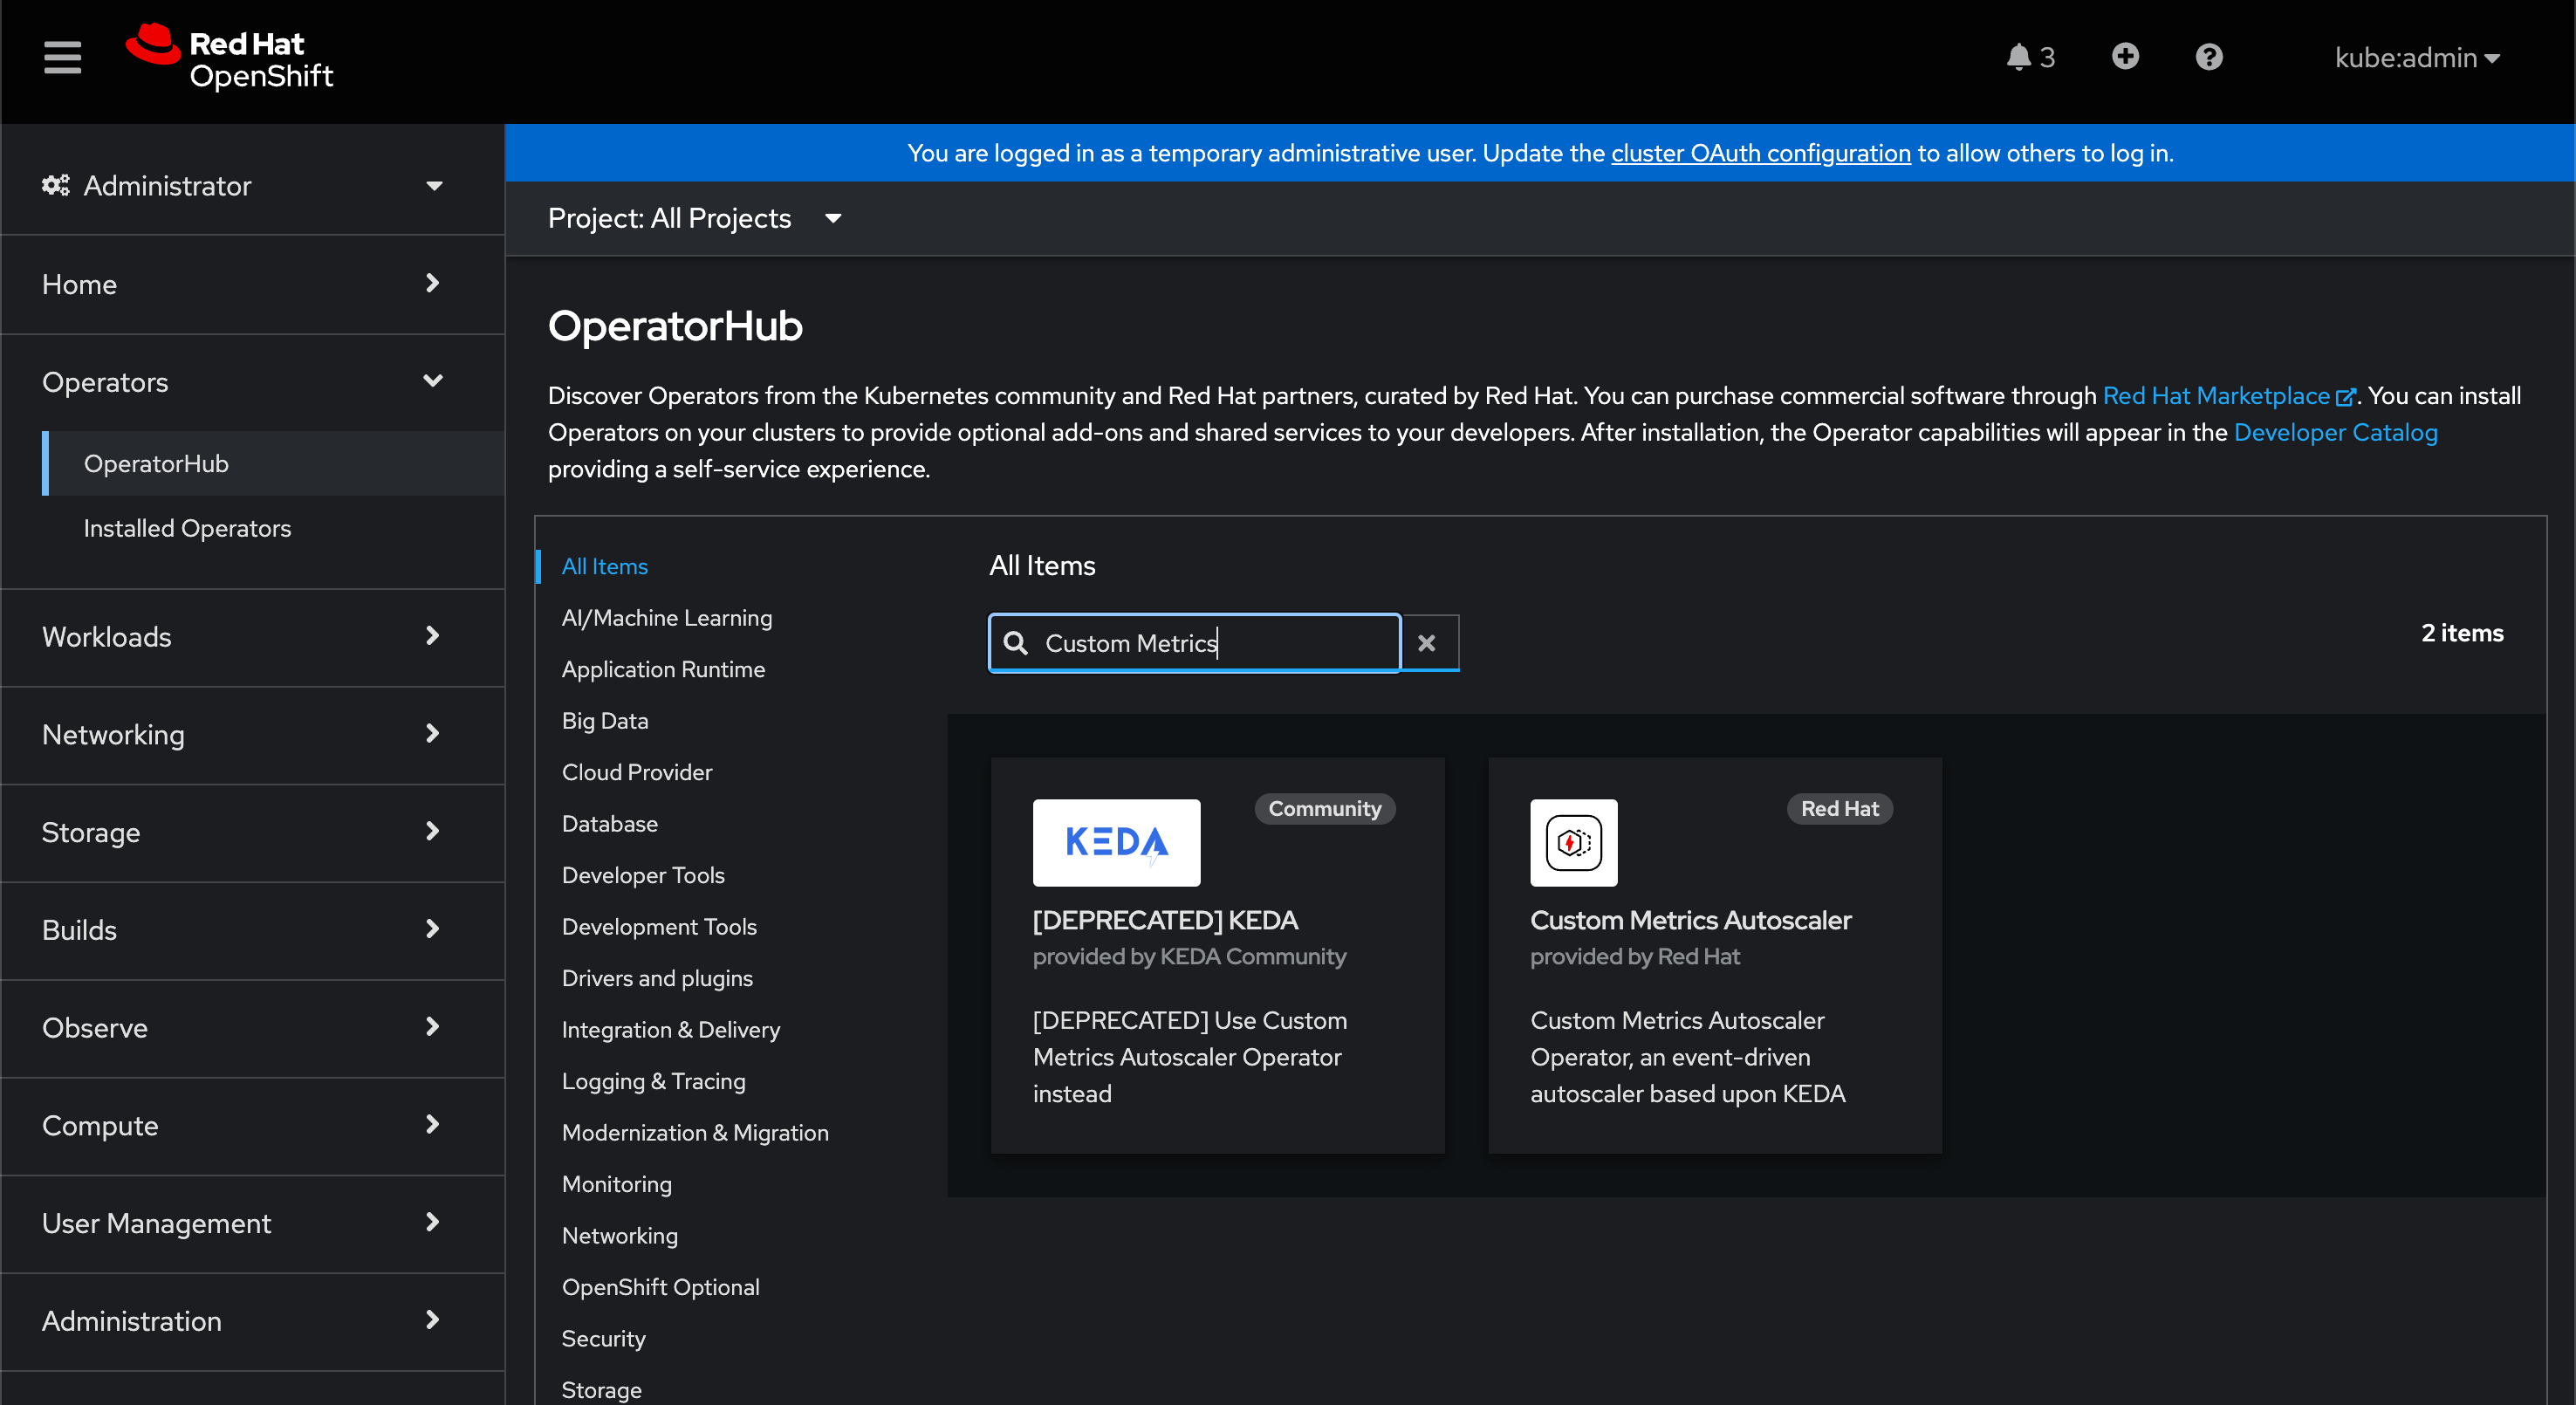 Red Hat
OpenShift
3
kube:admin
Administrator
Home
Operators
OperatorHub
Installed Operators
Workloads
Networking
Storage
Builds
Observe
Compute
User Management
Administration
You are logged in as a temporary administrative user. Update the cluster OAuth configuration to allow others to log in.
Project: All Projects
OperatorHub
Discover Operators from the Kubernetes community and Red Hat partners, curated by Red Hat. You can purchase commercial software through Red Hat Marketplace. You can install
Operators on your clusters to provide optional add-ons and shared services to your developers. After installation, the Operator capabilities will appear in the Developer Catalog
providing a self-service experience.
All Items
AI/Machine Learning
Application Runtime
Big Data
Cloud Provider
Database
Developer Tools
Development Tools
Drivers and plugins
Integration & Delivery
Logging & Tracing
Modernization & Migration
Monitoring
Networking
OpenShift Optional
Security
Storage
All Items
Custom Metrics
2 items
KEDA
Community
[DEPRECATED] KEDA
provided by KEDA Community
[DEPRECATED] Use Custom
Metrics Autoscaler Operator
instead
Red Hat
Custom Metrics Autoscaler
provided by Red Hat
Custom Metrics Autoscaler
Operator, an event-driven
autoscaler based upon KEDA